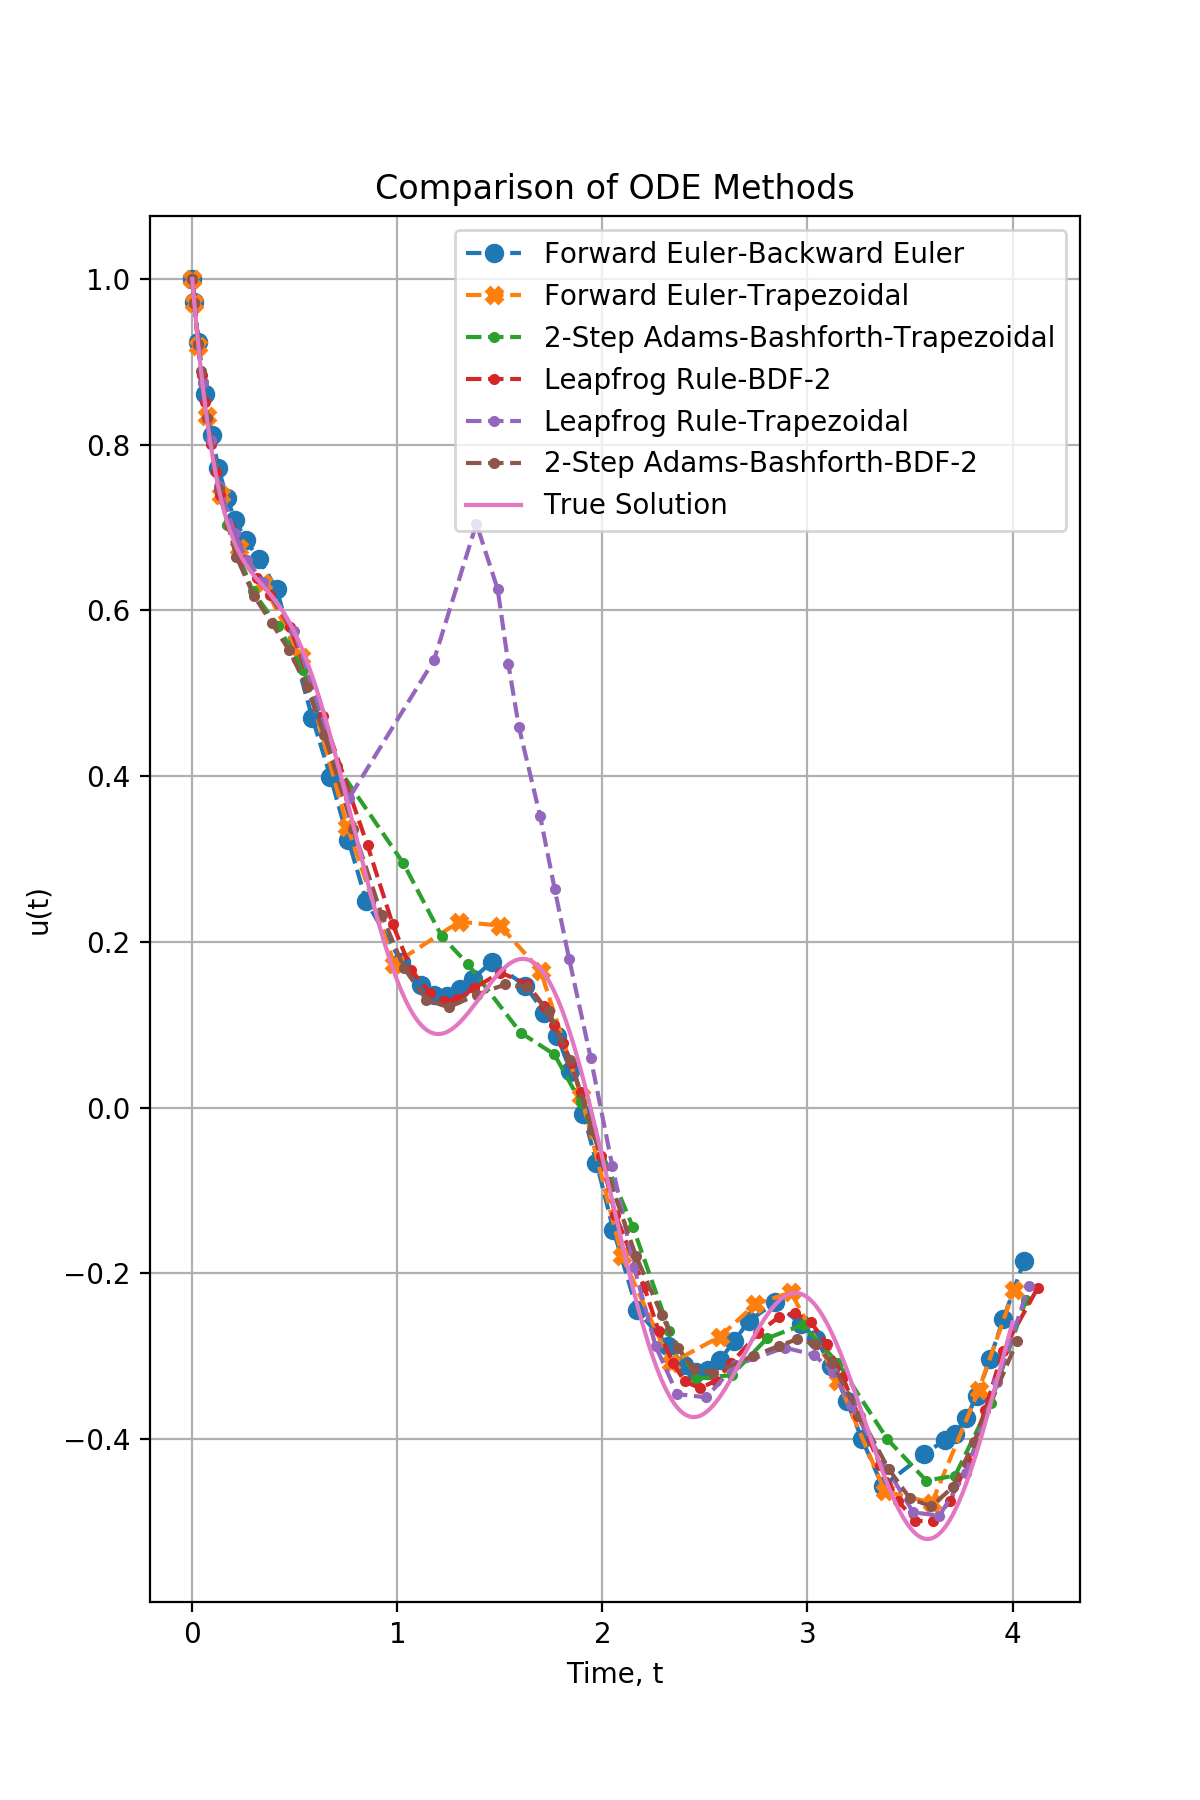 Comparison of ODE Methods
Forward Euler-Backward Euler
Forward Euler-Trapezoidal
2-Step Adams-Bashforth-Trapezoidal
Leapfrog Rule-BDF-2
Leapfrog Rule-Trapezoidal
2-Step Adams-Bashforth-BDF-2
True Solution
1.0
0.8
0.6
0.4
0.2
0.0
−0.2
−0.4
u(t)
0 1 2 3 4
Time, t